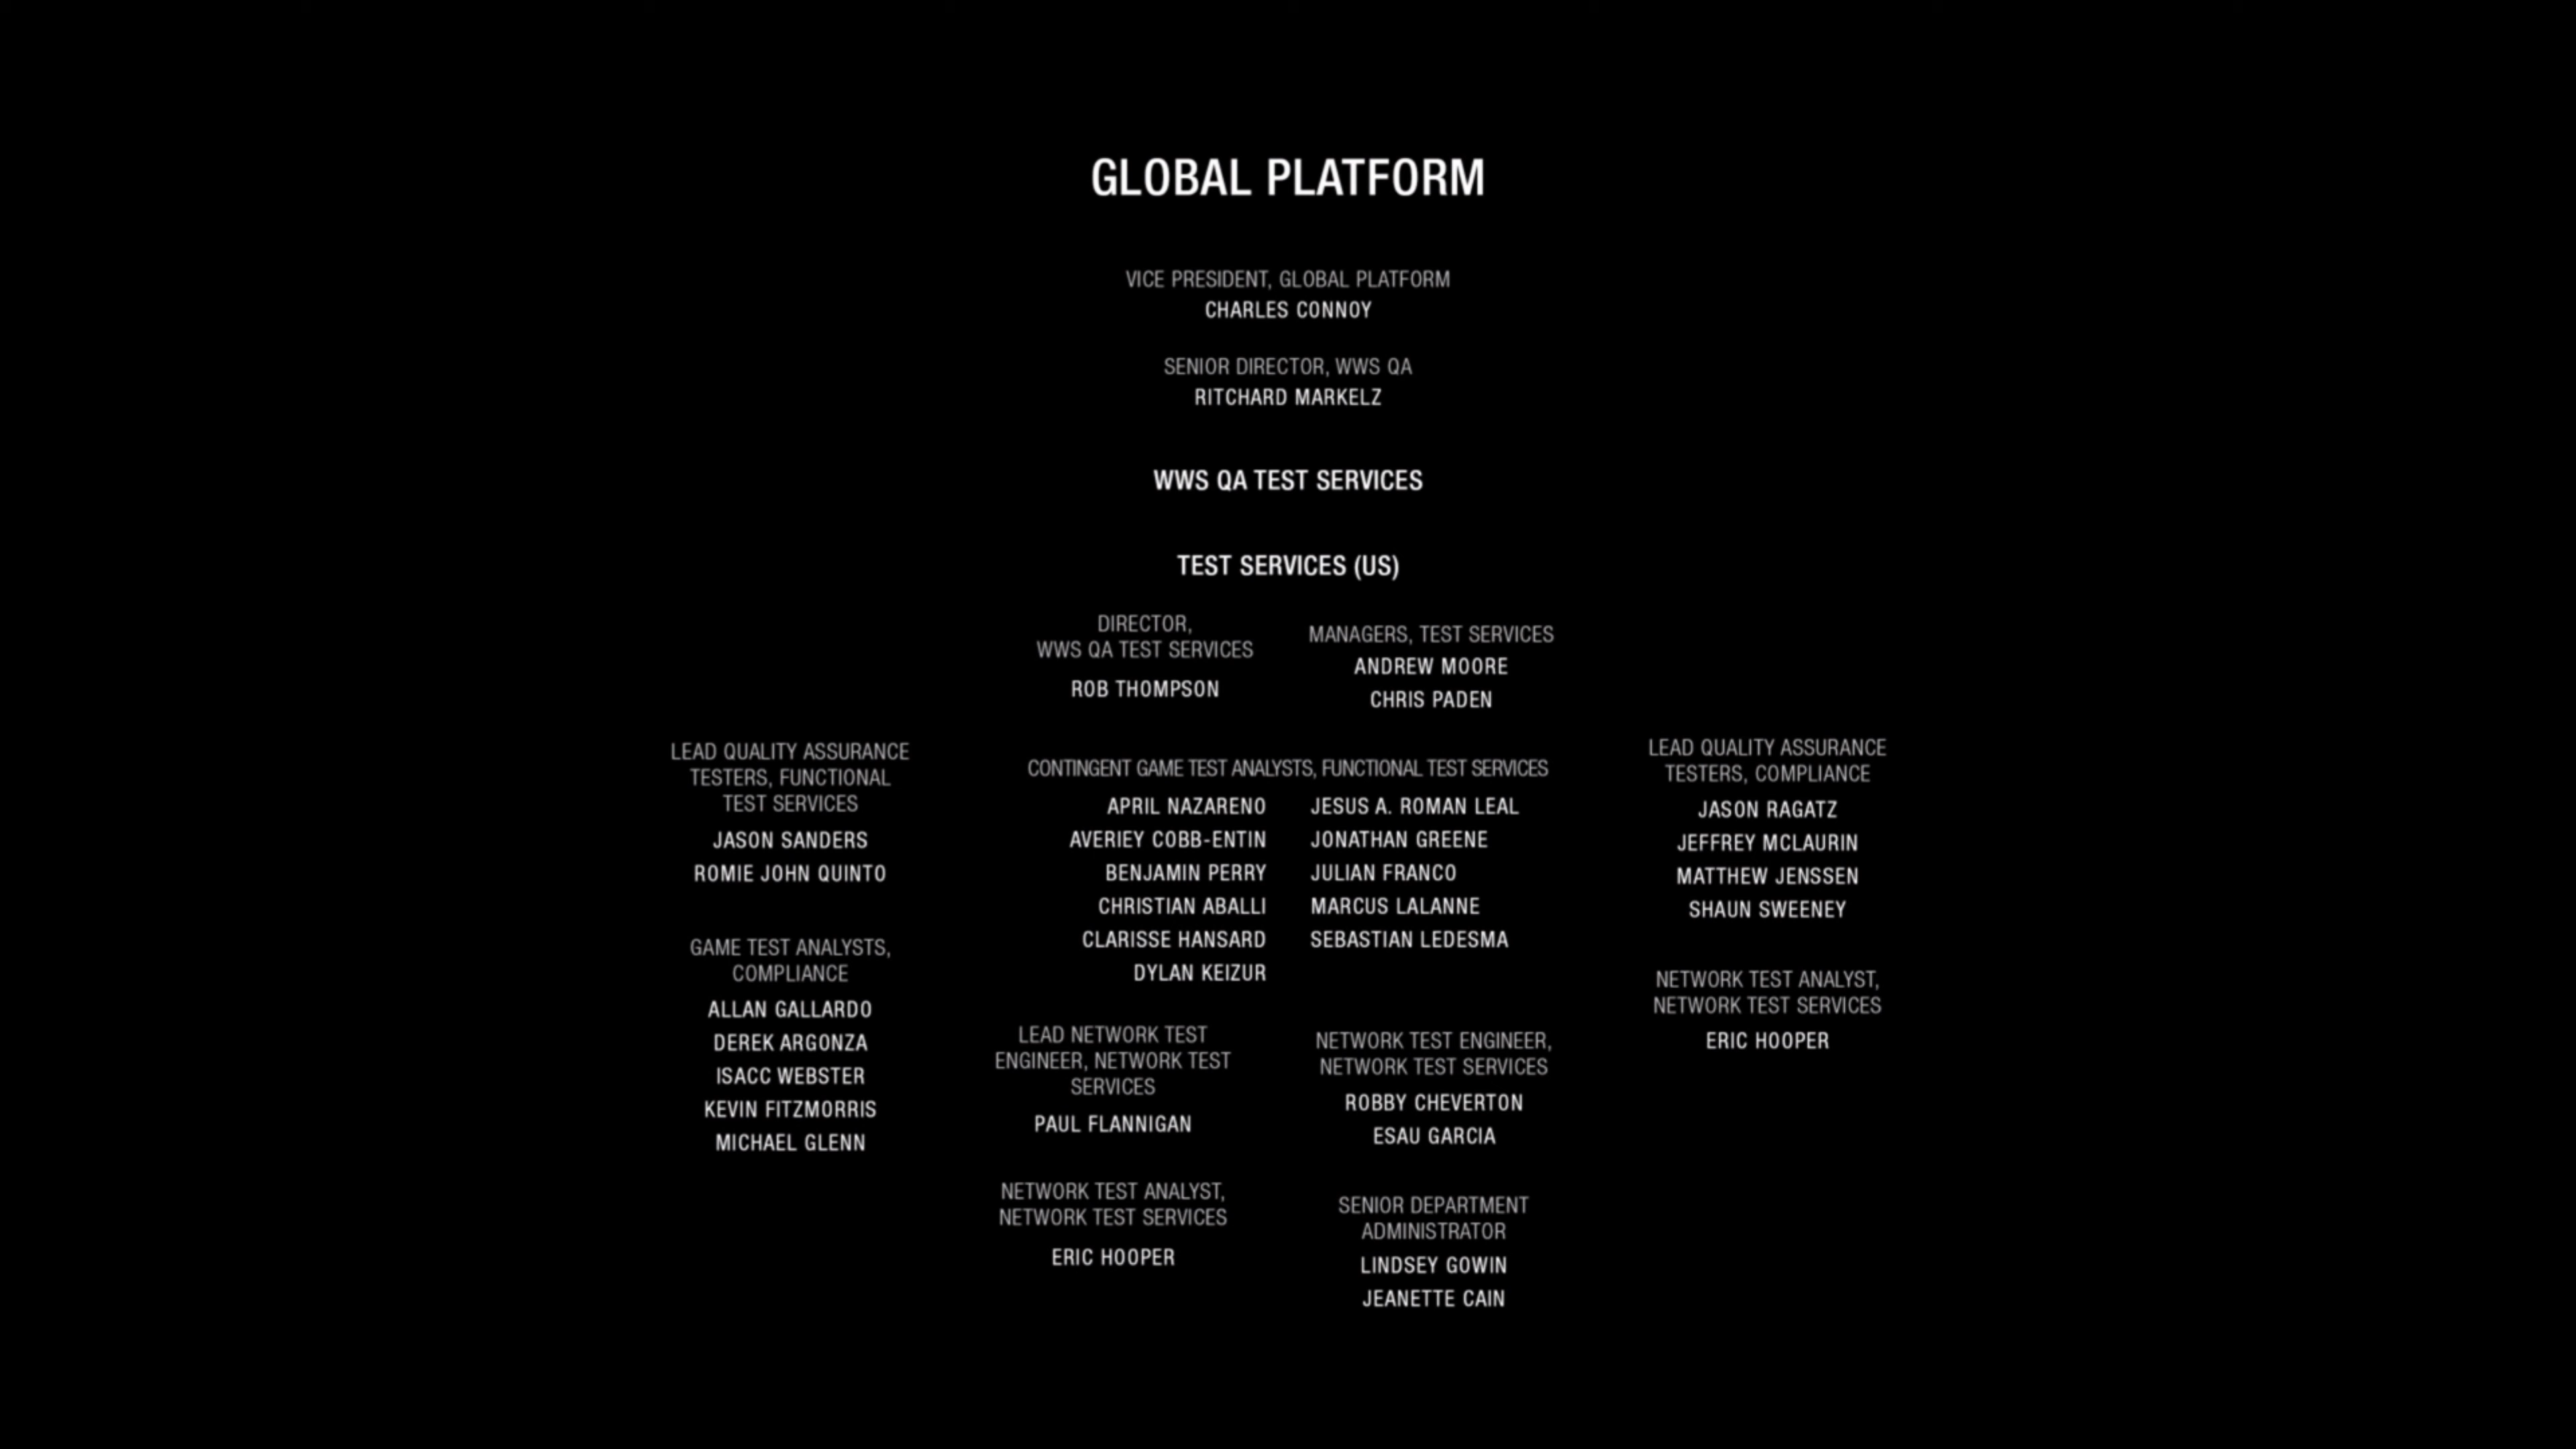 GLOBAL PLATFORM
VICE PRESIDENT, GLOBAL PLATFORM
CHARLES CONNOY
SENIOR DIRECTOR, WWS QA
RITCHARD MARKELZ
WWS QA TEST SERVICES
TEST SERVICES (US)
DIRECTOR,
WWS QA TEST SERVICES
ROB THOMPSON
MANAGERS, TEST SERVICES
ANDREW MOORE
CHRIS PADEN
LEAD QUALITY ASSURANCE
TESTERS, FUNCTIONAL
TEST SERVICES
JASON SANDERS
ROMIE JOHN QUINTO
GAME TEST ANALYSTS,
COMPLIANCE
ALLAN GALLARDO
DEREK ARGONZA
ISACC WEBSTER
KEVIN FITZMORRIS
MICHAEL GLENN
CONTINGENT GAME TEST ANALYSTS, FUNCTIONAL TEST SERVICES
APRIL NAZARENO
AVERIEY COBB-ENTIN
BENJAMIN PERRY
CHRISTIAN ABALLI
CLARISSE HANSARD
DYLAN KEIZUR
JESUS A. ROMAN LEAL
JONATHAN GREENE
JULIAN FRANCO
MARCUS LALANNE
SEBASTIAN LEDESMA
LEAD NETWORK TEST
ENGINEER, NETWORK TEST
SERVICES
PAUL FLANNIGAN
NETWORK TEST ENGINEER,
NETWORK TEST SERVICES
ROBBY CHEVERTON
ESAU GARCIA
NETWORK TEST ANALYST,
NETWORK TEST SERVICES
ERIC HOOPER
SENIOR DEPARTMENT
ADMINISTRATOR
LINDSEY GOWIN
JEANETTE CAIN
LEAD QUALITY ASSURANCE
TESTERS, COMPLIANCE
JASON RAGATZ
JEFFREY MCLAURIN
MATTHEW JENSSEN
SHAUN SWEENEY
NETWORK TEST ANALYST,
NETWORK TEST SERVICES
ERIC HOOPER